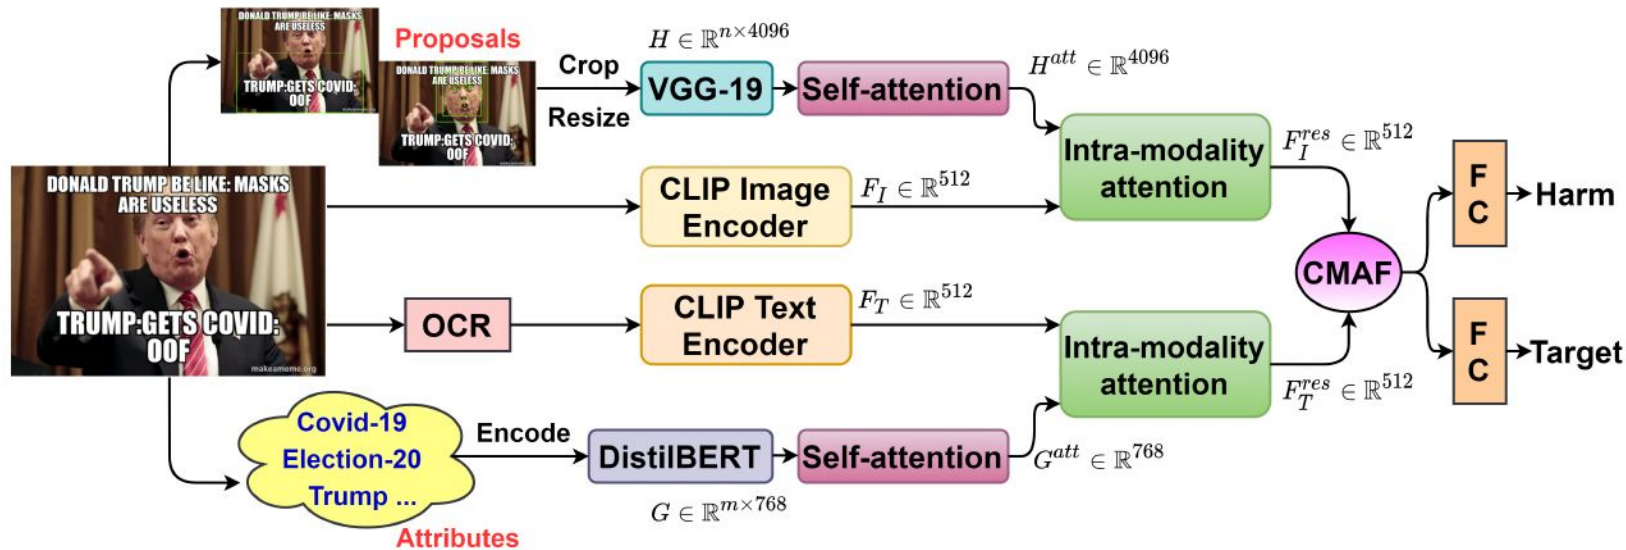 DONALD TRUMP BE LIKE: MASKS
ARE USELESS
TRUMP:GETS COVID:
OOF
makeameme.org
Proposals
DONALD TRUMP BE LIKE: MASKS
ARE USELESS
TRUMP:GETS COVID:
OOF
Crop
Resize
H ∈ ℝ^{n×4096}
VGG-19
Self-attention
H^{att} ∈ ℝ^{4096}
DONALD TRUMP BE LIKE: MASKS
ARE USELESS
TRUMP:GETS COVID:
OOF
makeameme.org
CLIP Image
Encoder
F_I ∈ ℝ^{512}
Intra-modality
attention
F_I^{res} ∈ ℝ^{512}
OCR
CLIP Text
Encoder
F_T ∈ ℝ^{512}
Intra-modality
attention
F_T^{res} ∈ ℝ^{512}
CMAF
F
C
Harm
F
C
Target
Covid-19
Election-20
Trump ...
Attributes
Encode
DistilBERT
G ∈ ℝ^{m×768}
Self-attention
G^{att} ∈ ℝ^{768}